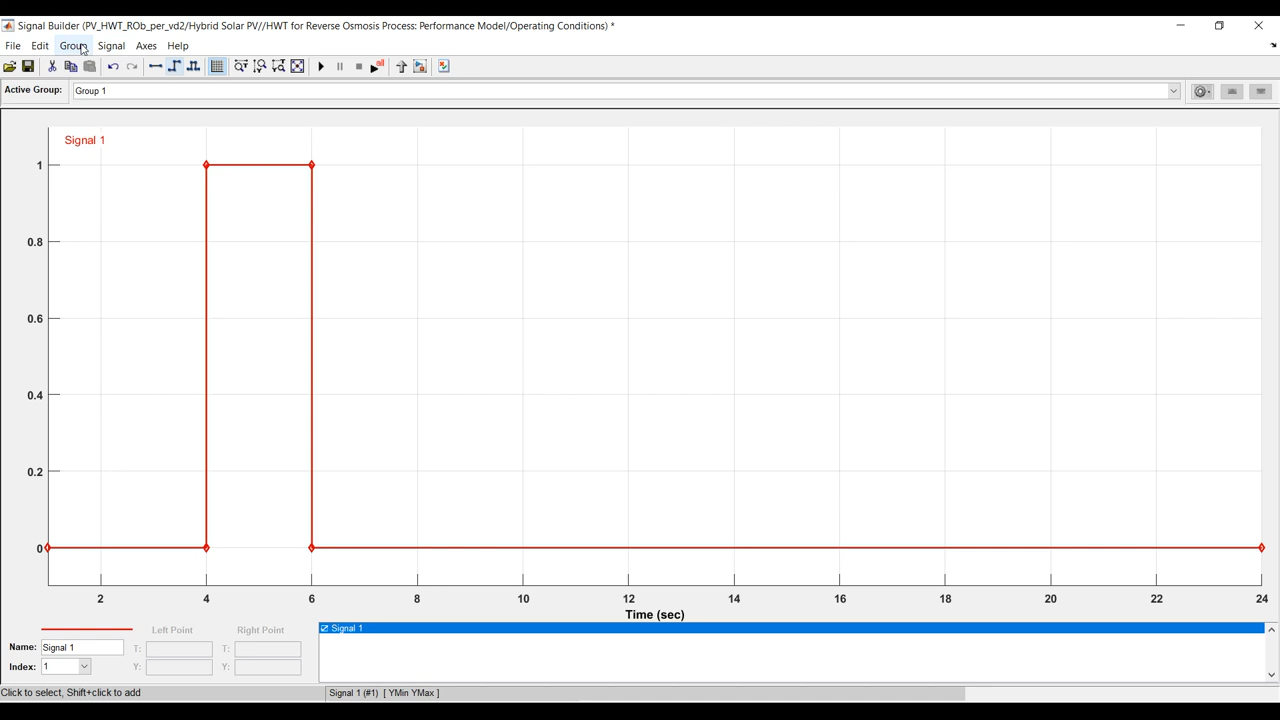 Signal Builder (PV_HWT_ROb_per_vd2/Hybrid Solar PV//HWT for Reverse Osmosis Process: Performance Model/Operating Conditions) *
File Edit Group Signal Axes Help
Active Group: Group 1
Signal 1
1
0.8
0.6
0.4
0.2
0
2 4 6 8 10 12 14 16 18 20 22 24
Time (sec)
Left Point Right Point
Signal 1
Name: Signal 1 T: T:
Index: 1 Y: Y:
Click to select, Shift+click to add
Signal 1 (#1) [ YMin YMax ]